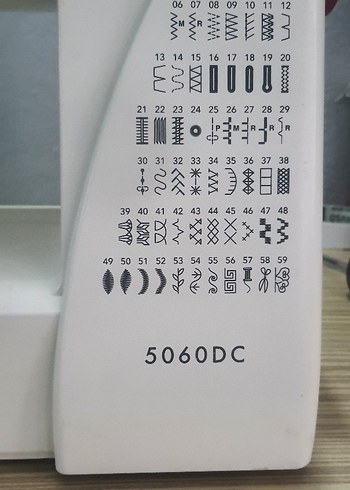 06 07 08 09 10 11 12
M R
13 14 15 16 17 18 19 20
21 22 23 24 25 26 27 28 29
P M R R R
30 31 32 33 34 35 36 37 38
39 40 41 42 43 44 45 46 47 48
49 50 51 52 53 54 55 56 57 58 59
5060DC